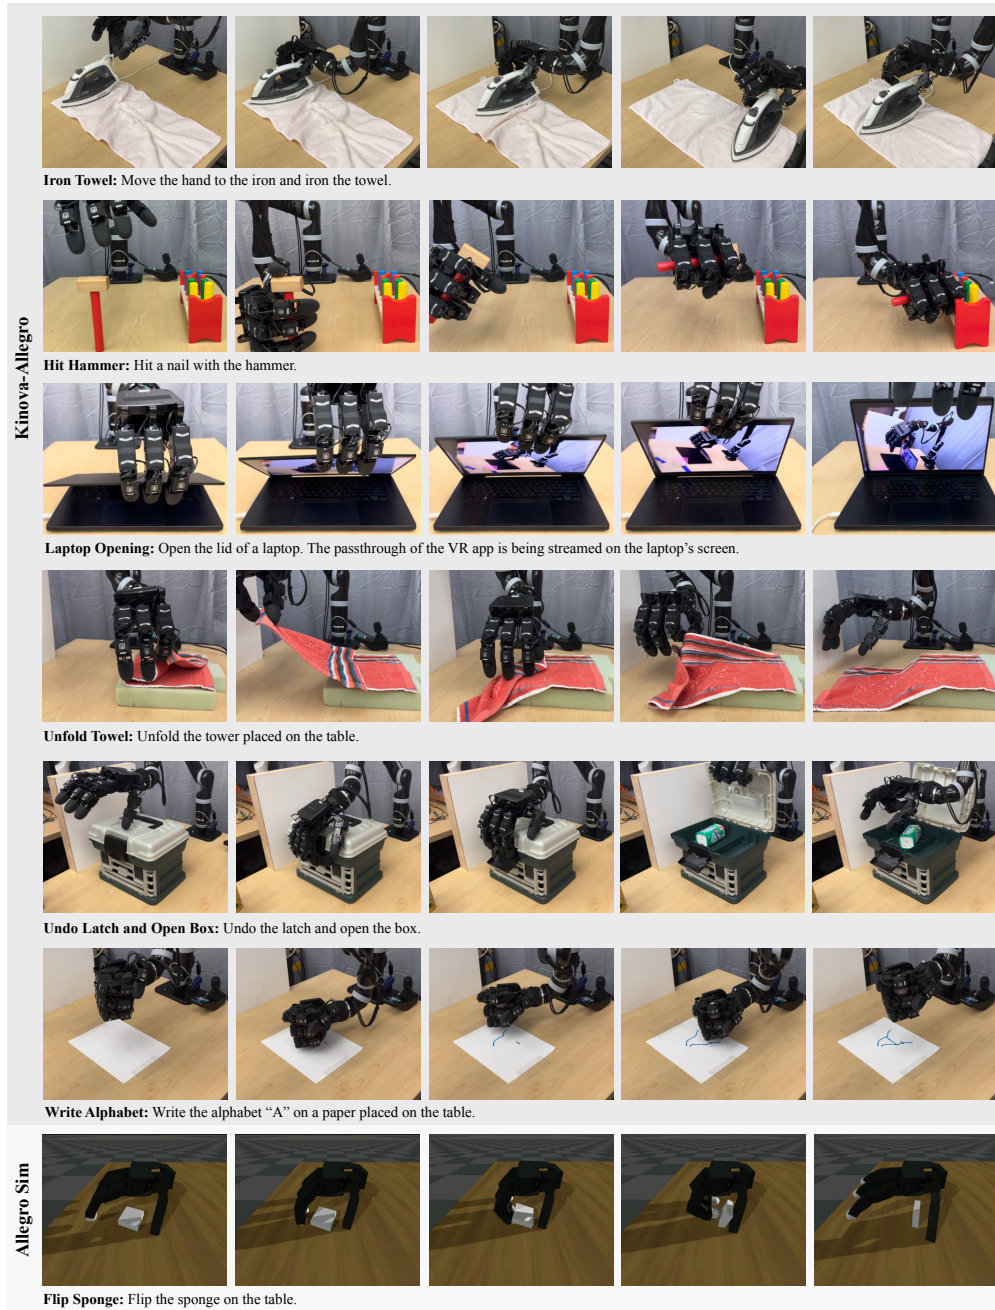 Kinova-Allegro
Iron Towel: Move the hand to the iron and iron the towel.
Hit Hammer: Hit a nail with the hammer.
Laptop Opening: Open the lid of a laptop. The passthrough of the VR app is being streamed on the laptop's screen.
Unfold Towel: Unfold the tower placed on the table.
Undo Latch and Open Box: Undo the latch and open the box.
Write Alphabet: Write the alphabet “A” on a paper placed on the table.
Allegro Sim
Flip Sponge: Flip the sponge on the table.